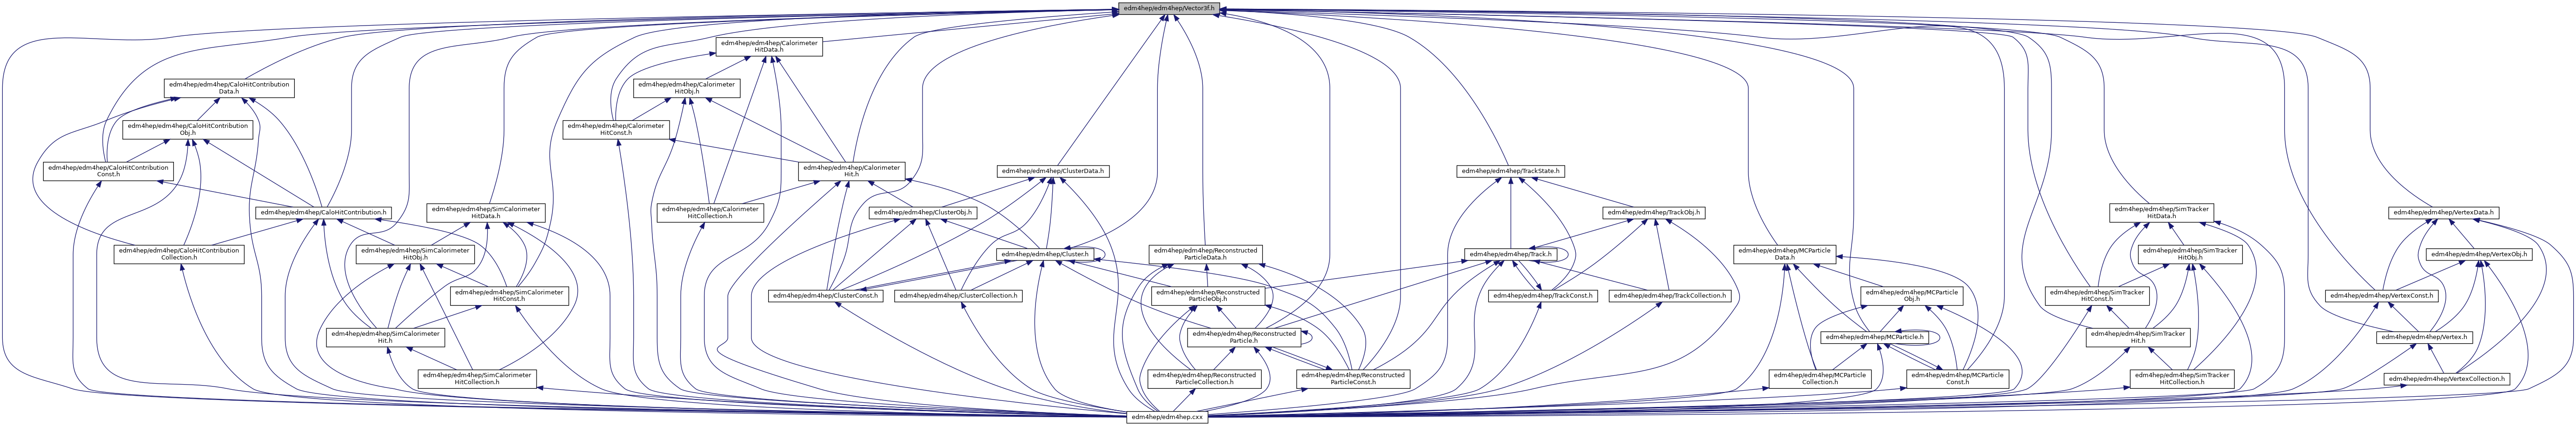 edm4hep/edm4hep/Vector3f.h
edm4hep/edm4hep/Calorimeter
HitData.h
edm4hep/edm4hep/CaloHitContribution
Data.h
edm4hep/edm4hep/Calorimeter
HitObj.h
edm4hep/edm4hep/CaloHitContribution
Obj.h
edm4hep/edm4hep/Calorimeter
HitConst.h
edm4hep/edm4hep/CaloHitContribution
Const.h
edm4hep/edm4hep/Calorimeter
Hit.h
edm4hep/edm4hep/ClusterData.h
edm4hep/edm4hep/TrackState.h
edm4hep/edm4hep/CaloHitContribution.h
edm4hep/edm4hep/SimCalorimeter
HitData.h
edm4hep/edm4hep/Calorimeter
HitCollection.h
edm4hep/edm4hep/ClusterObj.h
edm4hep/edm4hep/TrackObj.h
edm4hep/edm4hep/SimTracker
HitData.h
edm4hep/edm4hep/VertexData.h
edm4hep/edm4hep/CaloHitContribution
Collection.h
edm4hep/edm4hep/SimCalorimeter
HitObj.h
edm4hep/edm4hep/Cluster.h
edm4hep/edm4hep/Reconstructed
ParticleData.h
edm4hep/edm4hep/Track.h
edm4hep/edm4hep/MCParticle
Data.h
edm4hep/edm4hep/SimTracker
HitObj.h
edm4hep/edm4hep/VertexObj.h
edm4hep/edm4hep/SimCalorimeter
HitConst.h
edm4hep/edm4hep/ClusterConst.h
edm4hep/edm4hep/ClusterCollection.h
edm4hep/edm4hep/Reconstructed
ParticleObj.h
edm4hep/edm4hep/TrackConst.h
edm4hep/edm4hep/TrackCollection.h
edm4hep/edm4hep/MCParticle
Obj.h
edm4hep/edm4hep/SimTracker
HitConst.h
edm4hep/edm4hep/VertexConst.h
edm4hep/edm4hep/SimCalorimeter
Hit.h
edm4hep/edm4hep/Reconstructed
Particle.h
edm4hep/edm4hep/MCParticle.h
edm4hep/edm4hep/SimTracker
Hit.h
edm4hep/edm4hep/Vertex.h
edm4hep/edm4hep/SimCalorimeter
HitCollection.h
edm4hep/edm4hep/Reconstructed
ParticleCollection.h
edm4hep/edm4hep/Reconstructed
ParticleConst.h
edm4hep/edm4hep/MCParticle
Collection.h
edm4hep/edm4hep/MCParticle
Const.h
edm4hep/edm4hep/SimTracker
HitCollection.h
edm4hep/edm4hep/VertexCollection.h
edm4hep/edm4hep.cxx